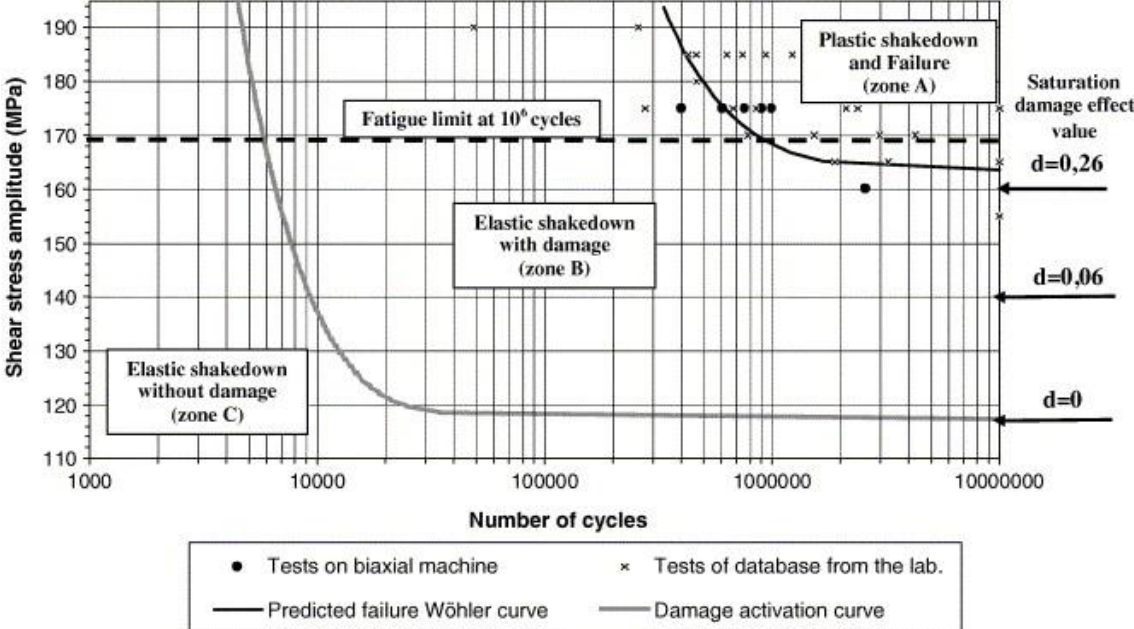 190
180
170
160
150
140
130
120
110
Shear stress amplitude (MPa)
Plastic shakedown
and Failure
(zone A)
Fatigue limit at 10⁶ cycles
Elastic shakedown
with damage
(zone B)
Elastic shakedown
without damage
(zone C)
Saturation
damage effect
value
d=0,26
d=0,06
d=0
1000 10000 100000 1000000 10000000
Number of cycles
Tests on biaxial machine
Tests of database from the lab.
Predicted failure Wöhler curve
Damage activation curve